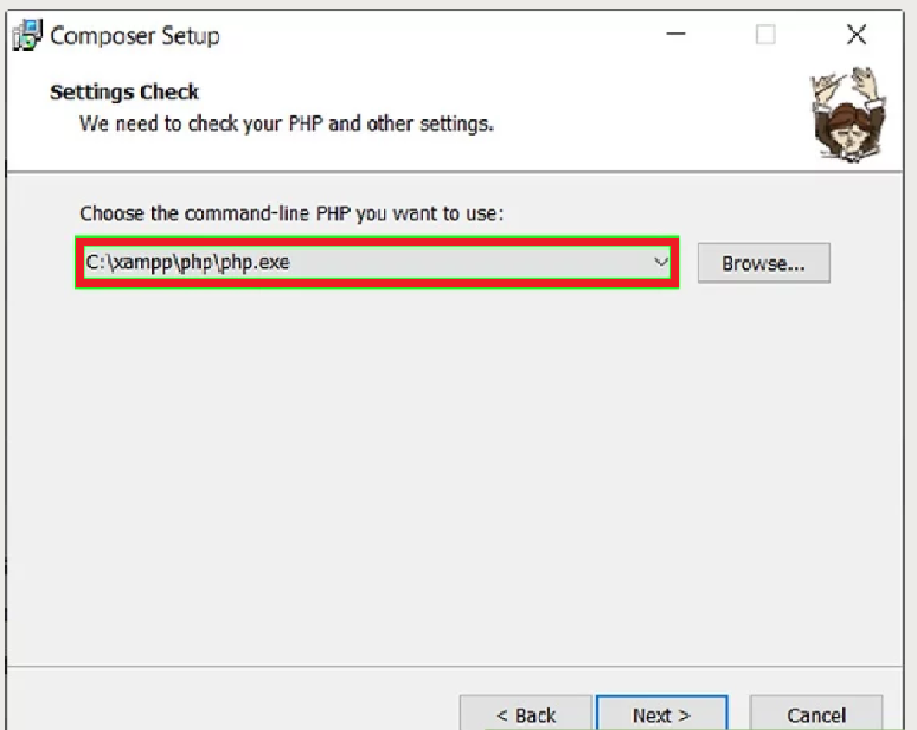 Composer Setup
Settings Check
We need to check your PHP and other settings.
Choose the command-line PHP you want to use:
C:\xampp\php\php.exe
Browse...
< Back
Next >
Cancel